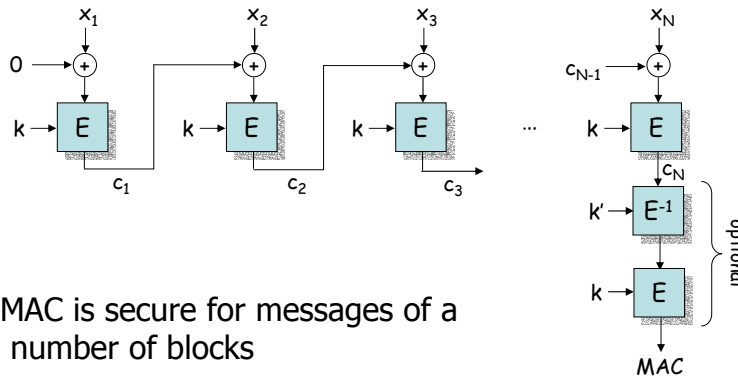 x1 x2 x3 xN
0 + + + cN-1 +
k E k E k E ... k E
c1 c2 c3 cN
k' E-1
optional
k E
MAC is secure for messages of a
number of blocks
MAC